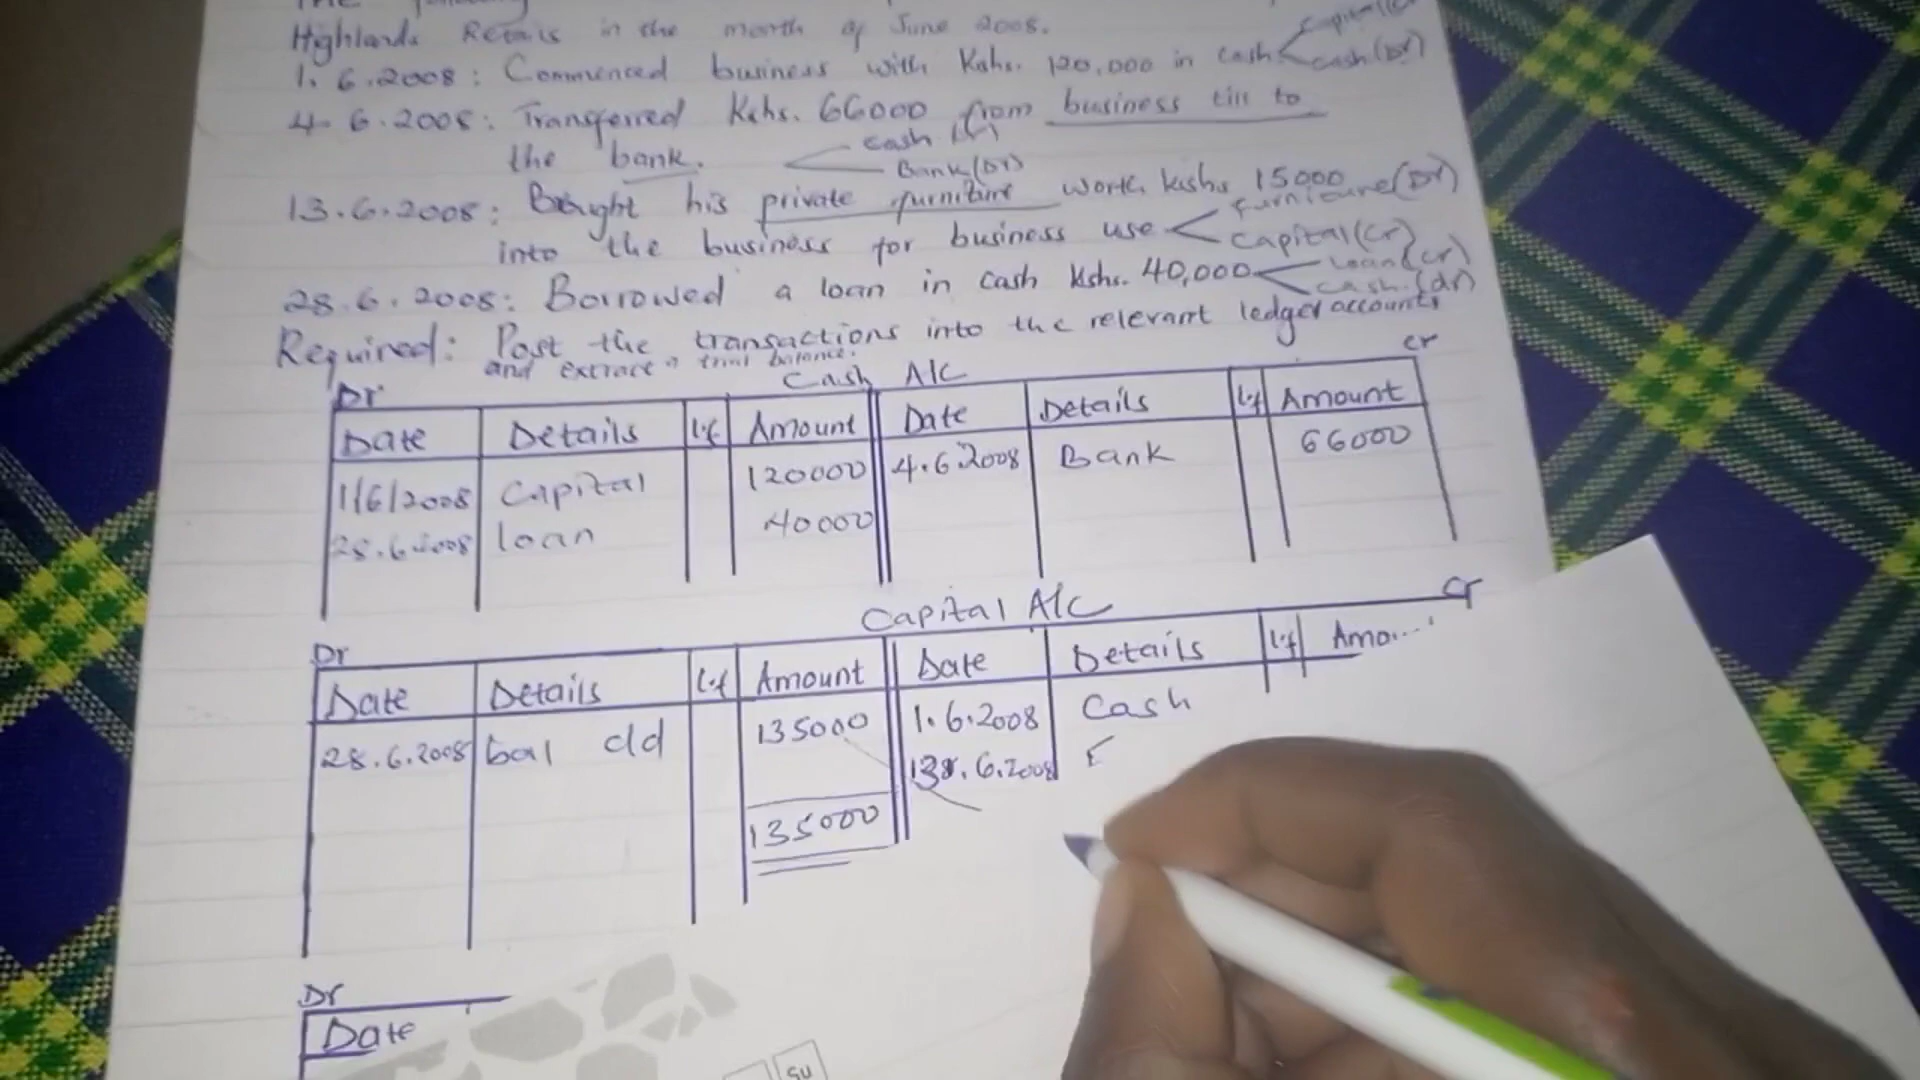 Highlands Retails in the month of June 2008.
1. 6.2008: Commenced business with Kshs. 120,000 in cash cash (Dr)
4. 6.2008: Transferred Kshs. 66000 from business till to
the bank. cash (Cr)
Bank (Dr)
13.6.2008: Brought his private furniture worth kshs 15000
furniture (Dr)
into the business for business use capital (Cr)
28.6.2008: Borrowed a loan in cash Kshs. 40,000 loan (Cr)
cash (dr)
Required: Post the transactions into the relevant ledger accounts
and extract a trial balance.
Dr Cash A/C Cr
Date Details l.f Amount Date Details l.f Amount
1/6/2008 Capital 120000 4.6.2008 Bank 66000
28.6.2008 loan 40000
Dr Capital A/C Cr
Date Details l.f Amount Date Details l.f Amo...
28.6.2008 bal c/d 135000 1.6.2008 Cash
6.2008
135000
Dr
Date